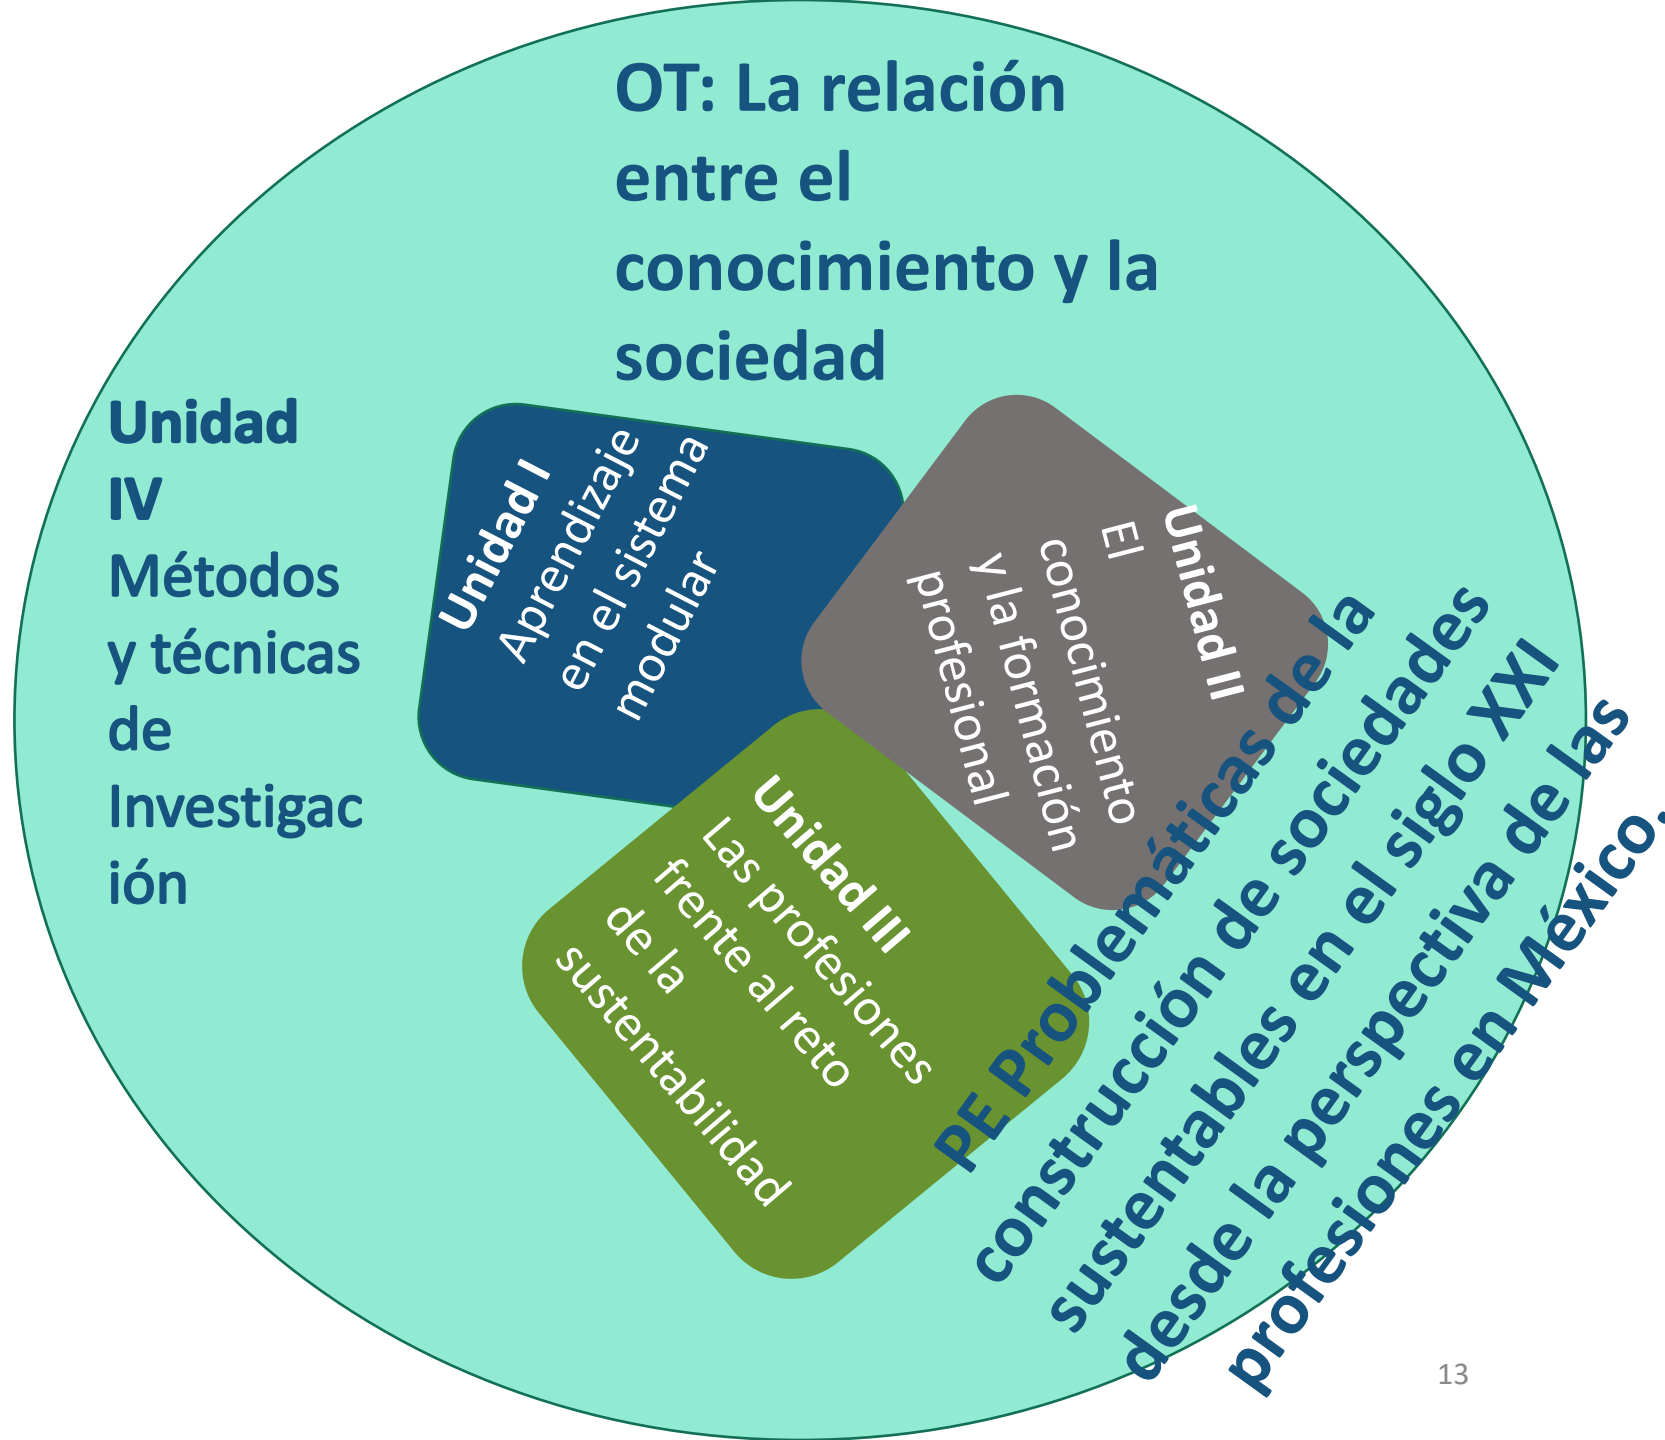 OT: La relación
entre el
conocimiento y la
sociedad
Unidad
IV
Métodos
y técnicas
de
Investigac
ión
Unidad I
Aprendizaje
en el sistema
modular
Unidad II
El
conocimiento
y la formación
profesional
Unidad III
Las profesiones
frente al reto
de la
sustentabilidad
PE Problemáticas de la
construcción de sociedades
sustentables en el siglo XXI
desde la perspectiva de las
profesiones en México.
13